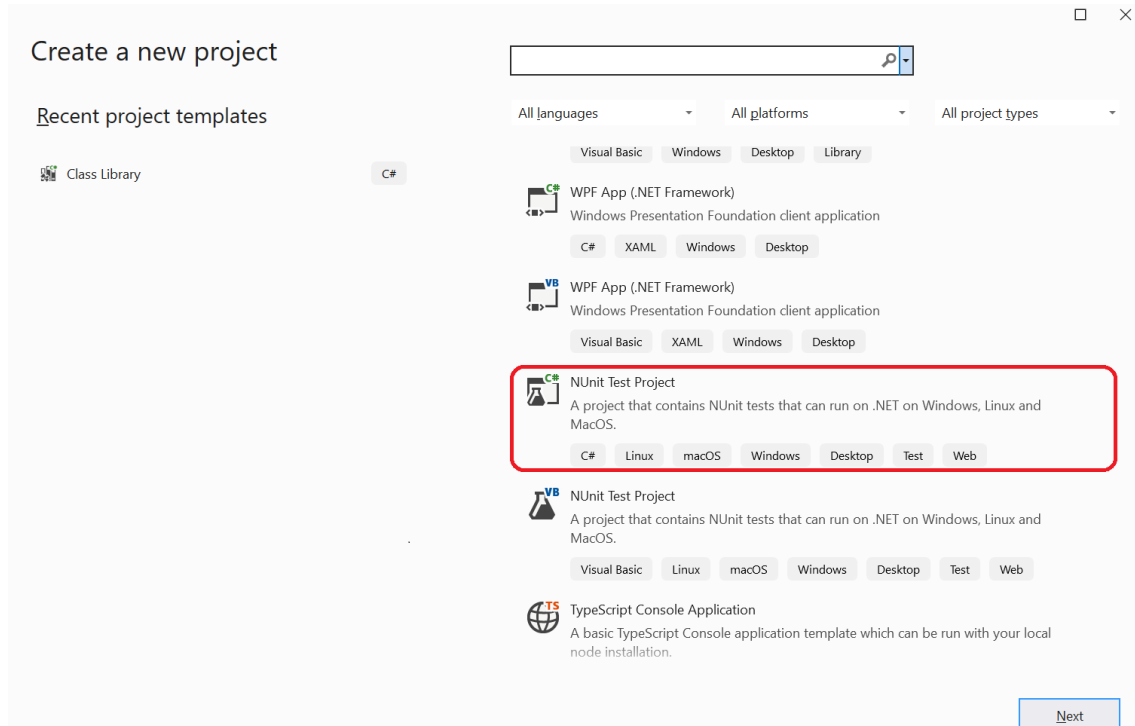 Create a new project
Recent project templates
Class Library
C#
All languages
All platforms
All project types
Visual Basic Windows Desktop Library
C#
WPF App (.NET Framework)
Windows Presentation Foundation client application
C# XAML Windows Desktop
VB
WPF App (.NET Framework)
Windows Presentation Foundation client application
Visual Basic XAML Windows Desktop
C#
NUnit Test Project
A project that contains NUnit tests that can run on .NET on Windows, Linux and
MacOS.
C# Linux macOS Windows Desktop Test Web
VB
NUnit Test Project
A project that contains NUnit tests that can run on .NET on Windows, Linux and
MacOS.
Visual Basic Linux macOS Windows Desktop Test Web
TS
TypeScript Console Application
A basic TypeScript Console application template which can be run with your local
node installation.
Next